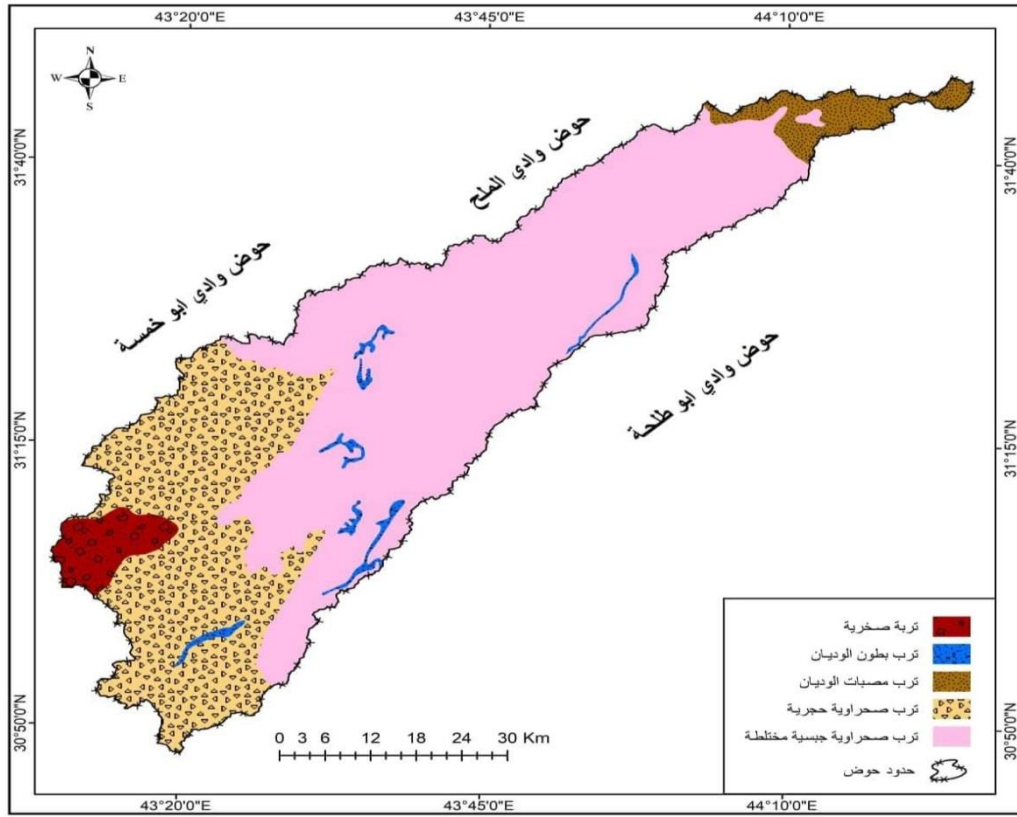 43°20'0"E
43°45'0"E
44°10'0"E
N
W
E
S
31°40'0"N
31°40'0"N
حوض وادي الملح
حوض وادي ابو خمسة
حوض وادي ابو طلحة
31°15'0"N
31°15'0"N
تربة صخرية
ترب بطون الوديان
ترب مصبات الوديان
ترب صحراوية حجرية
ترب صحراوية جبسية مختلطة
حدود حوض
30°50'0"N
30°50'0"N
0 3 6 12 18 24 30 Km
43°20'0"E
43°45'0"E
44°10'0"E